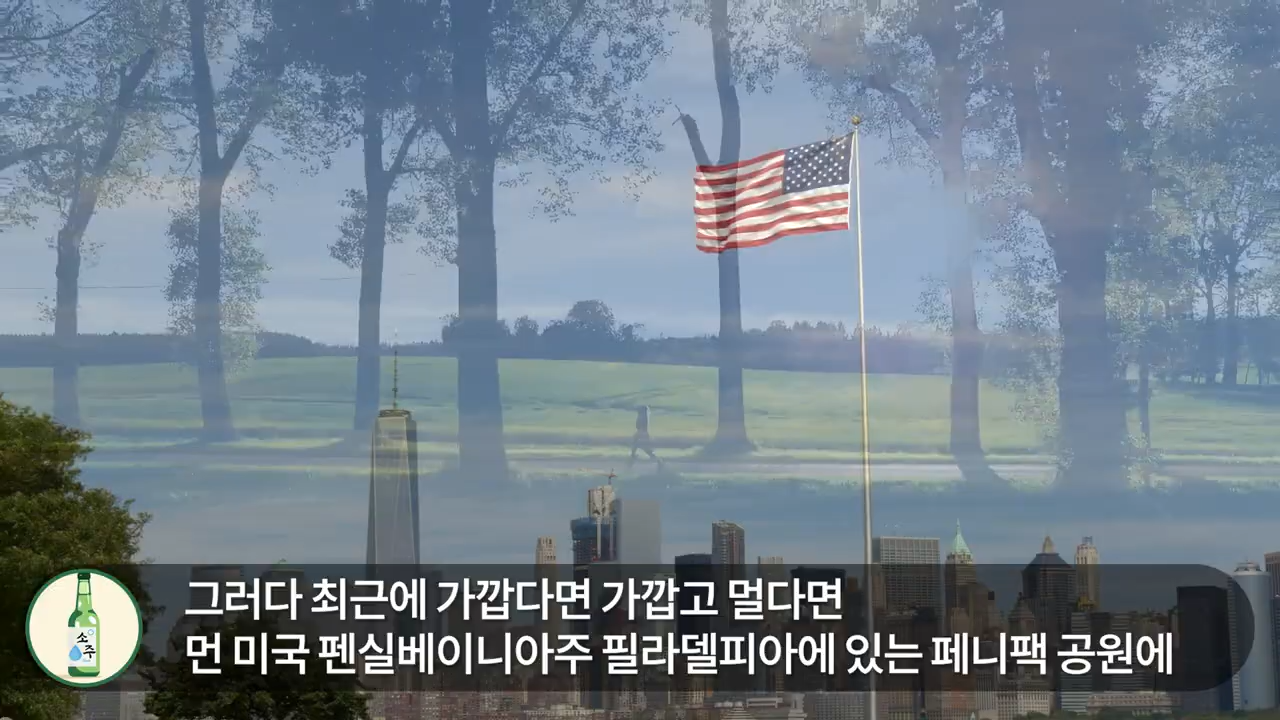 그러다 최근에 가깝다면 가깝고 멀다면
먼 미국 펜실베이니아주 필라델피아에 있는 페니팩 공원에
소
주